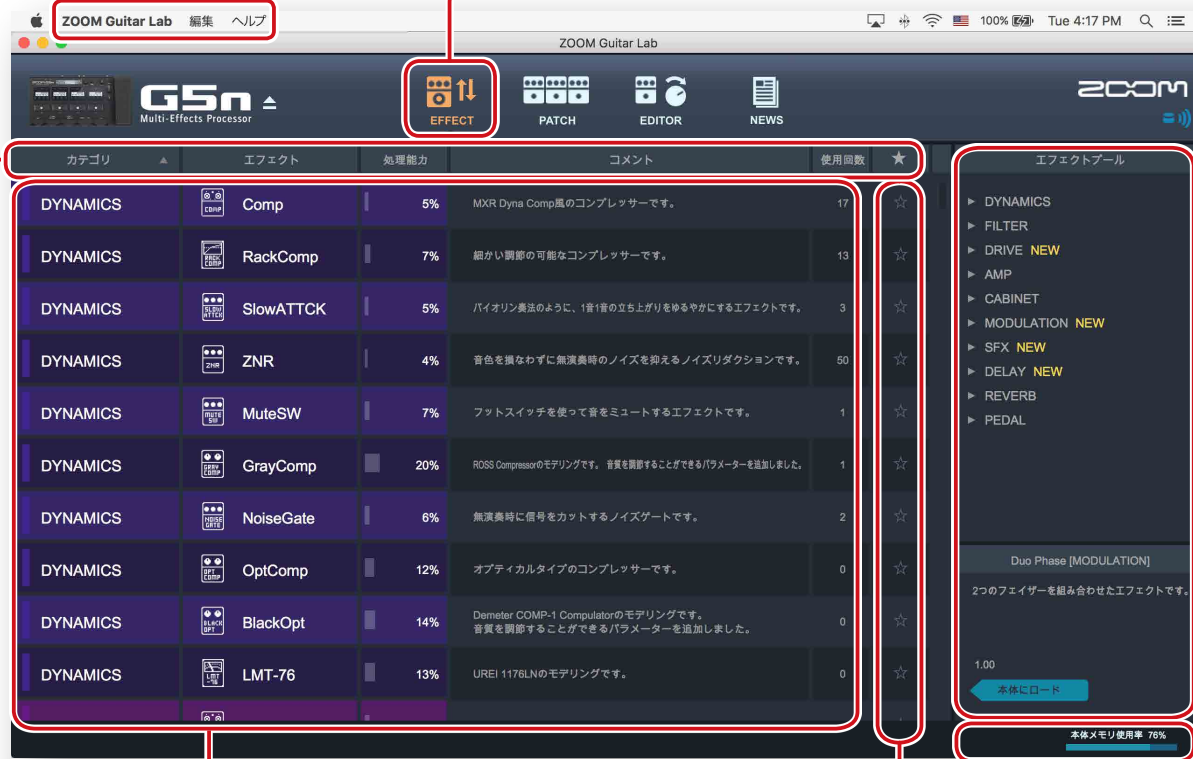 ZOOM Guitar Lab 編集 ヘルプ 100% Tue 4:17 PM
ZOOM Guitar Lab
G5n
Multi-Effects Processor
EFFECT PATCH EDITOR NEWS
ZOOM
カテゴリ ▲ エフェクト 処理能力 コメント 使用回数 ★ エフェクトプール
DYNAMICS COMP Comp 5% MXR Dyna Comp風のコンプレッサーです。 17 ☆
DYNAMICS RACK COMP RackComp 7% 細かい調節の可能なコンプレッサーです。 13 ☆
DYNAMICS SLOW ATTCK SlowATTCK 5% バイオリン奏法のように、1音1音の立ち上がりをゆるやかにするエフェクトです。 3 ☆
DYNAMICS ZNR ZNR 4% 音色を損なわずに無演奏時のノイズを抑えるノイズリダクションです。 50 ☆
DYNAMICS MUTE SW MuteSW 7% フットスイッチを使って音をミュートするエフェクトです。 1 ☆
DYNAMICS GRAY COMP GrayComp 20% ROSS Compressorのモデリングです。 音質を調節することができるパラメーターを追加しました。 1 ☆
DYNAMICS NOISE GATE NoiseGate 6% 無演奏時に信号をカットするノイズゲートです。 2 ☆
DYNAMICS OPT COMP OptComp 12% オプティカルタイプのコンプレッサーです。 0 ☆
DYNAMICS BLACK OPT BlackOpt 14% Demeter COMP-1 Compulatorのモデリングです。
音質を調節することができるパラメーターを追加しました。 0 ☆
DYNAMICS LMT -76 LMT-76 13% UREI 1176LNのモデリングです。 0 ☆
► DYNAMICS
► FILTER
► DRIVE NEW
► AMP
► CABINET
► MODULATION NEW
► SFX NEW
► DELAY NEW
► REVERB
► PEDAL
Duo Phase [MODULATION]
2つのフェイザーを組み合わせたエフェクトです。
1.00
本体にロード
本体メモリ使用率 76%